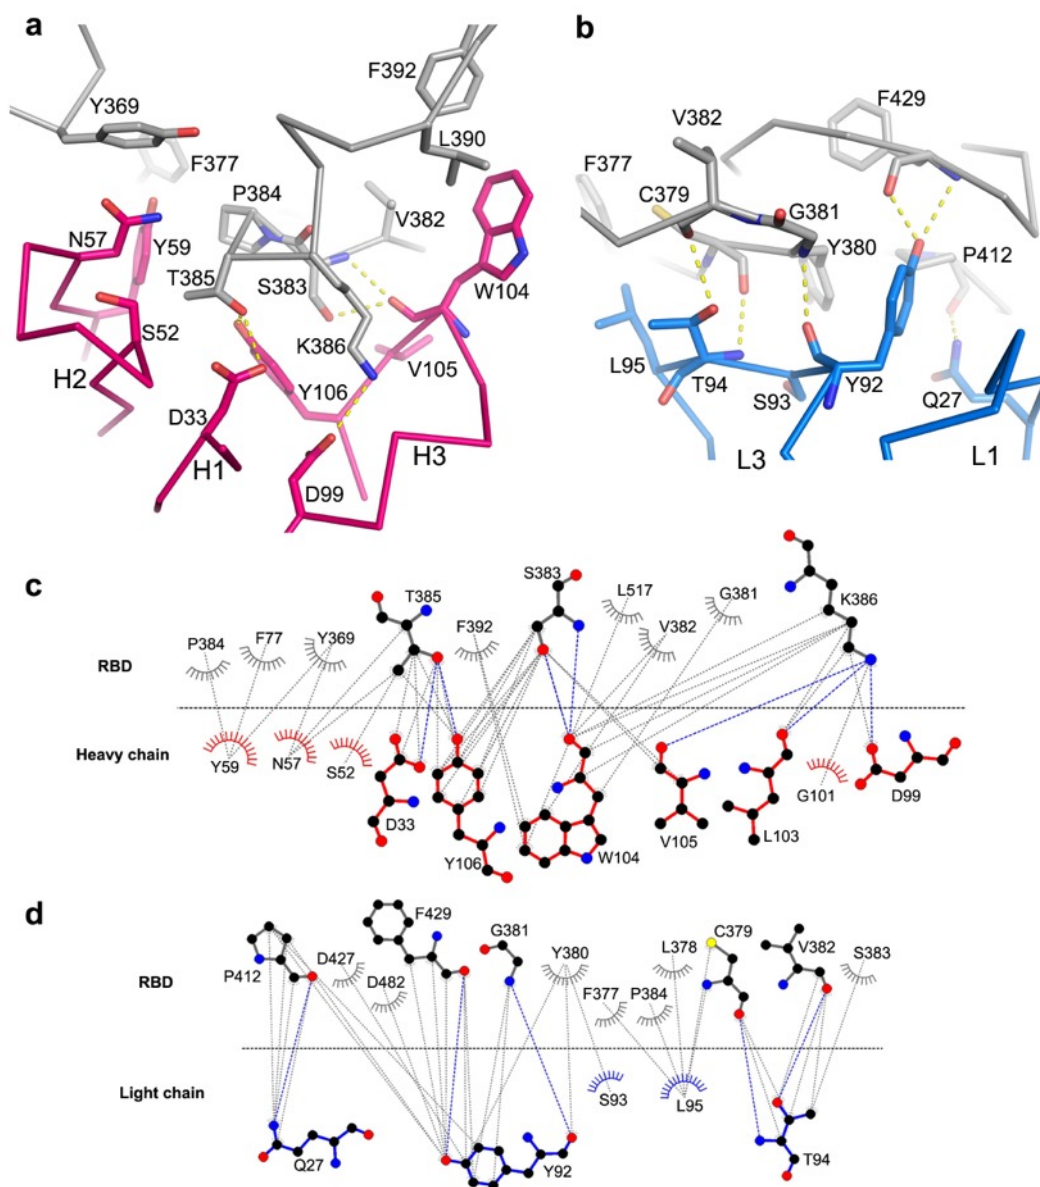 a
F392
Y369
L390
F377
P384
V382
N57
Y59
T385
S383
W104
S52
K386
H2
V105
Y106
D33
H1
H3
D99
b
F429
V382
F377
C379
G381
Y380
P412
L95
T94
Y92
S93
Q27
L3
L1
c
S383
T385
L517
G381
K386
F392
V382
P384
F77
Y369
RBD
Heavy chain
Y59
N57
S52
D33
Y106
W104
V105
L103
G101
D99
d
F429
G381
C379
Y380
L378
V382
S383
P412
D427
D482
F377
P384
RBD
Light chain
S93
L95
Q27
Y92
T94